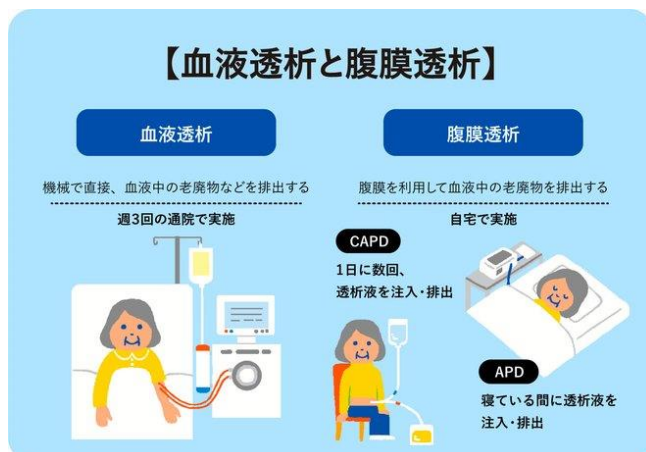 【血液透析と腹膜透析】
血液透析
機械で直接、血液中の老廃物などを排出する
週3回の通院で実施
腹膜透析
腹膜を利用して血液中の老廃物を排出する
自宅で実施
CAPD
1日に数回、
透析液を注入・排出
APD
寝ている間に透析液を
注入・排出